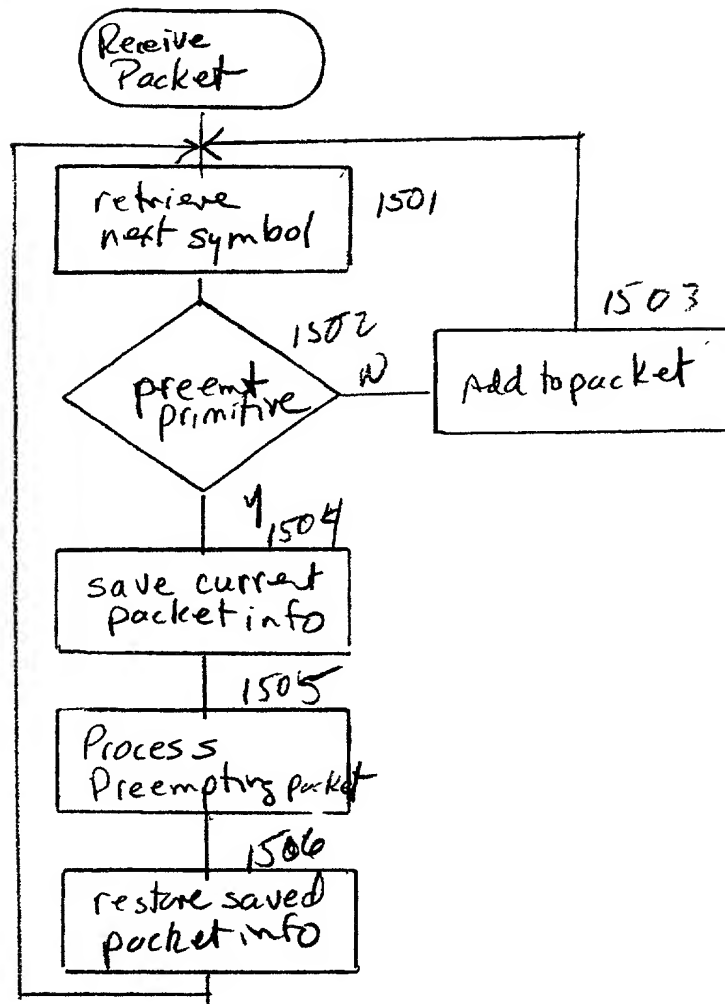 Receive
Packet
retrieve
next symbol
1501
1502
preemt
primitive
N
1503
Add to packet
Y
1504
save current
packet info
1505
Process
Preempting packet
1506
restore saved
packet info